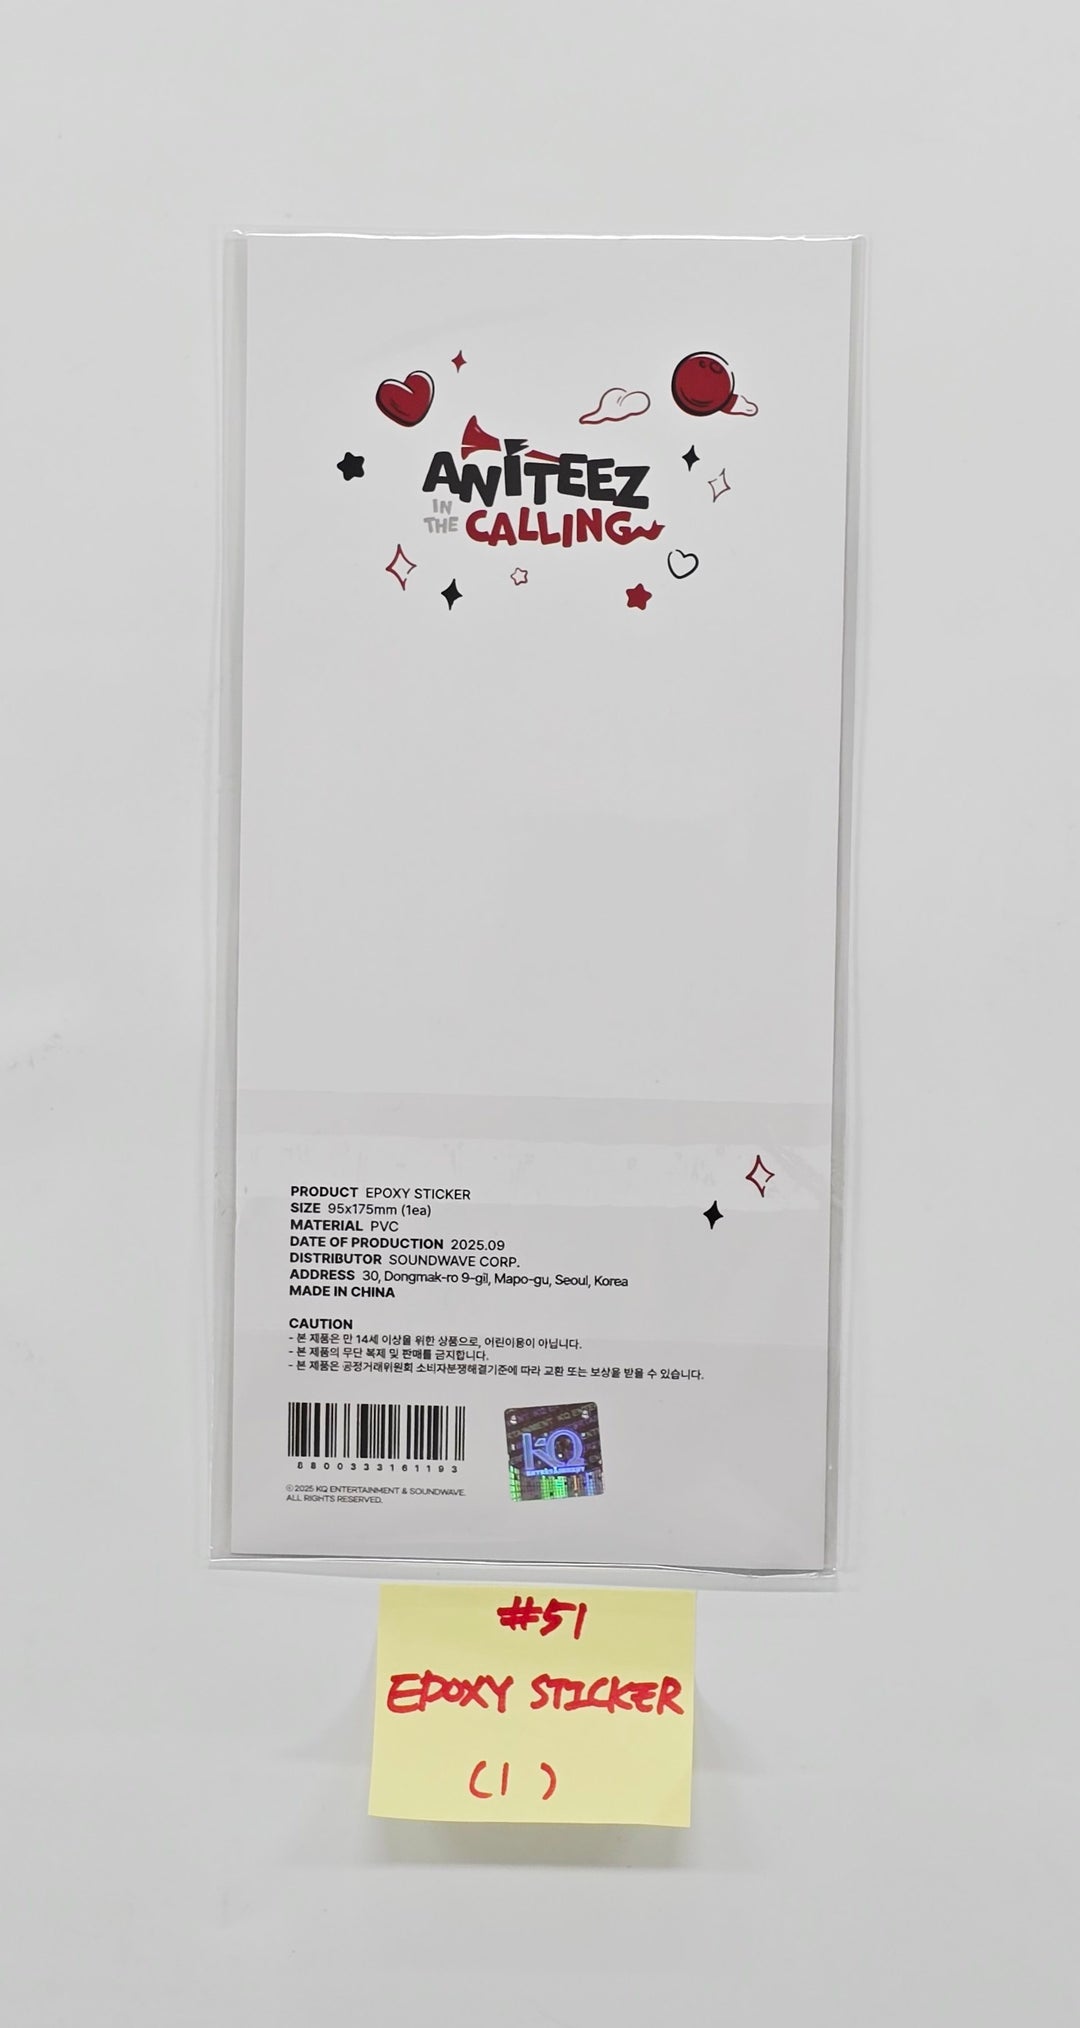 ANITEEZ
IN THE CALLING
PRODUCT EPOXY STICKER
SIZE 95x175mm (1ea)
MATERIAL PVC
DATE OF PRODUCTION 2025.09
DISTRIBUTOR SOUNDWAVE CORP.
ADDRESS 30, Dongmak-ro 9-gil, Mapo-gu, Seoul, Korea
MADE IN CHINA
CAUTION
- 본 제품은 만 14세 이상을 위한 상품으로, 어린이용이 아닙니다.
- 본 제품의 무단 복제 및 판매를 금지합니다.
- 본 제품은 공정거래위원회 소비자분쟁해결기준에 따라 교환 또는 보상을 받을 수 있습니다.
8800333161193
KQ
ENTERTAINMENT
ⓒ 2025 KQ ENTERTAINMENT & SOUNDWAVE.
ALL RIGHTS RESERVED.
#51
EPOXY STICKER
(1)